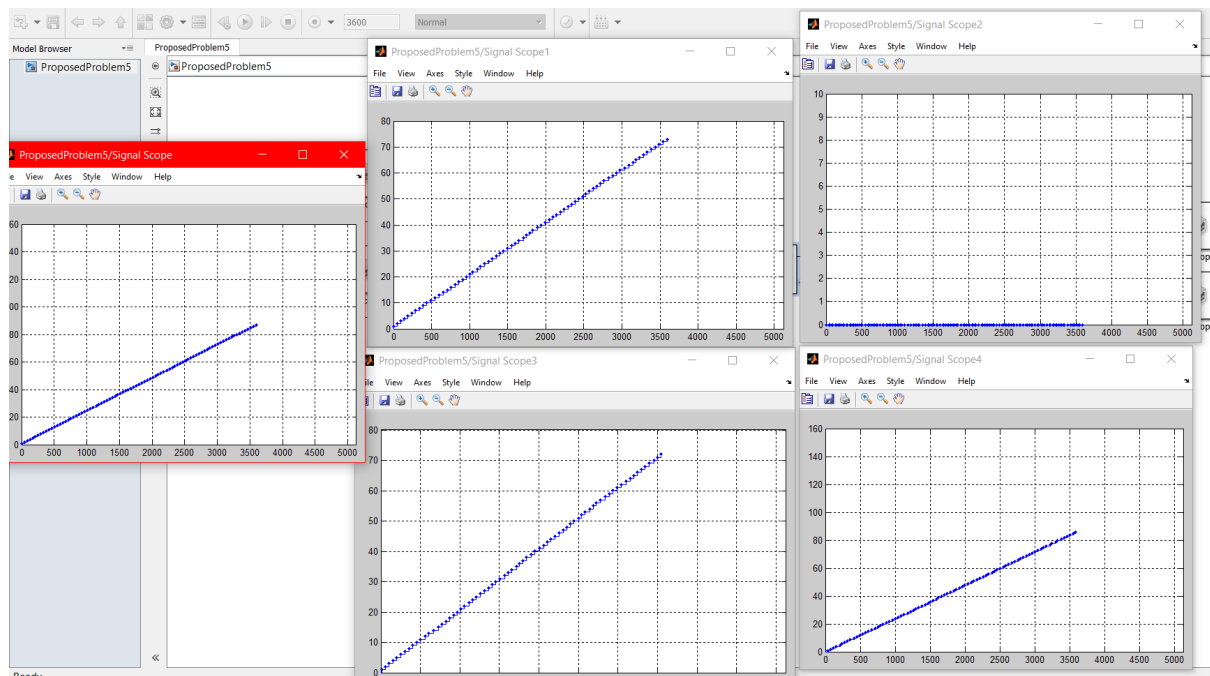 3600
Normal
Model Browser
ProposedProblem5
ProposedProblem5
ProposedProblem5
ProposedProblem5/Signal Scope
View Axes Style Window Help
60
40
20
00
80
60
40
20
0
0 500 1000 1500 2000 2500 3000 3500 4000 4500 5000
ProposedProblem5/Signal Scope1
File View Axes Style Window Help
80
70
60
50
40
30
20
10
0
0 500 1000 1500 2000 2500 3000 3500 4000 4500 5000
ProposedProblem5/Signal Scope2
File View Axes Style Window Help
10
9
8
7
6
5
4
3
2
1
0
0 500 1000 1500 2000 2500 3000 3500 4000 4500 5000
ProposedProblem5/Signal Scope3
View Axes Style Window Help
80
70
60
50
40
30
20
10
0
ProposedProblem5/Signal Scope4
File View Axes Style Window Help
160
140
120
100
80
60
40
20
0
0 500 1000 1500 2000 2500 3000 3500 4000 4500 5000